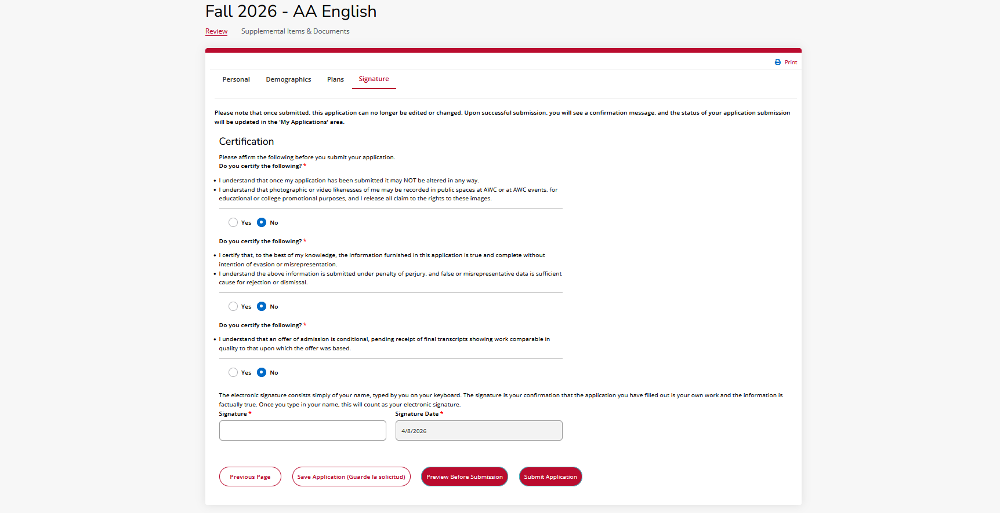 Fall 2026 - AA English
Review Supplemental Items & Documents
Print
Personal Demographics Plans Signature
Please note that once submitted, this application can no longer be edited or changed. Upon successful submission, you will see a confirmation message, and the status of your application submission
will be updated in the 'My Applications' area.
Certification
Please affirm the following before you submit your application.
Do you certify the following? *
• I understand that once my application has been submitted it may NOT be altered in any way.
• I understand that photographic or video likenesses of me may be recorded in public spaces at AWC or at AWC events, for
educational or college promotional purposes, and I release all claim to the rights to these images.
Yes No
Do you certify the following? *
• I certify that, to the best of my knowledge, the information furnished in this application is true and complete without
intention of evasion or misrepresentation.
• I understand the above information is submitted under penalty of perjury, and false or misrepresentative data is sufficient
cause for rejection or dismissal.
Yes No
Do you certify the following? *
• I understand that an offer of admission is conditional, pending receipt of final transcripts showing work comparable in
quality to that upon which the offer was based.
Yes No
The electronic signature consists simply of your name, typed by you on your keyboard. The signature is your confirmation that the application you have filled out is your own work and the information is
factually true. Once you type in your name, this will count as your electronic signature.
Signature * Signature Date *
4/8/2026
Previous Page Save Application (Guarde la solicitud) Preview Before Submission Submit Application